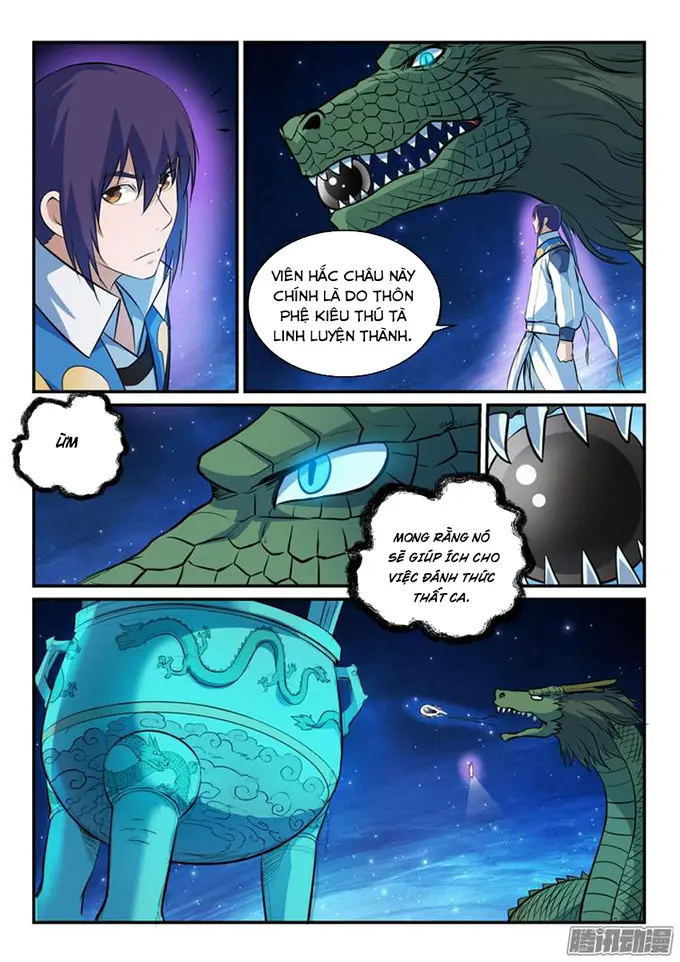 VIÊN HẮC CHÂU NÀY
CHÍNH LÀ DO THÔN
PHỆ KIÊU THÚ TÀ
LINH LUYỆN THÀNH.
ỪM
MONG RẰNG NÓ
SẼ GIÚP ÍCH CHO
VIỆC ĐÁNH THỨC
THẤT CA.
腾讯动漫